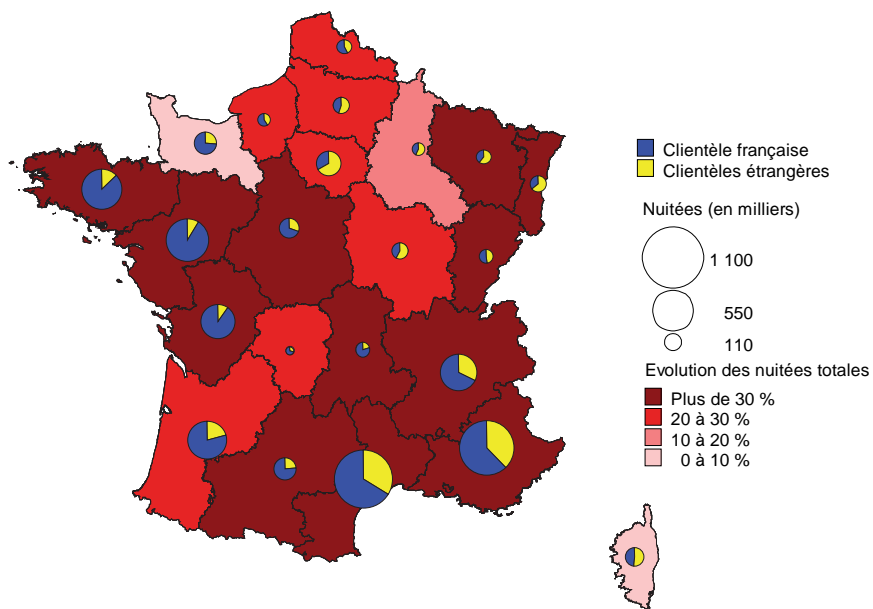 Clientèle française
Clientèles étrangères
Nuitées (en milliers)
1 100
550
110
Evolution des nuitées totales
Plus de 30 %
20 à 30 %
10 à 20 %
0 à 10 %